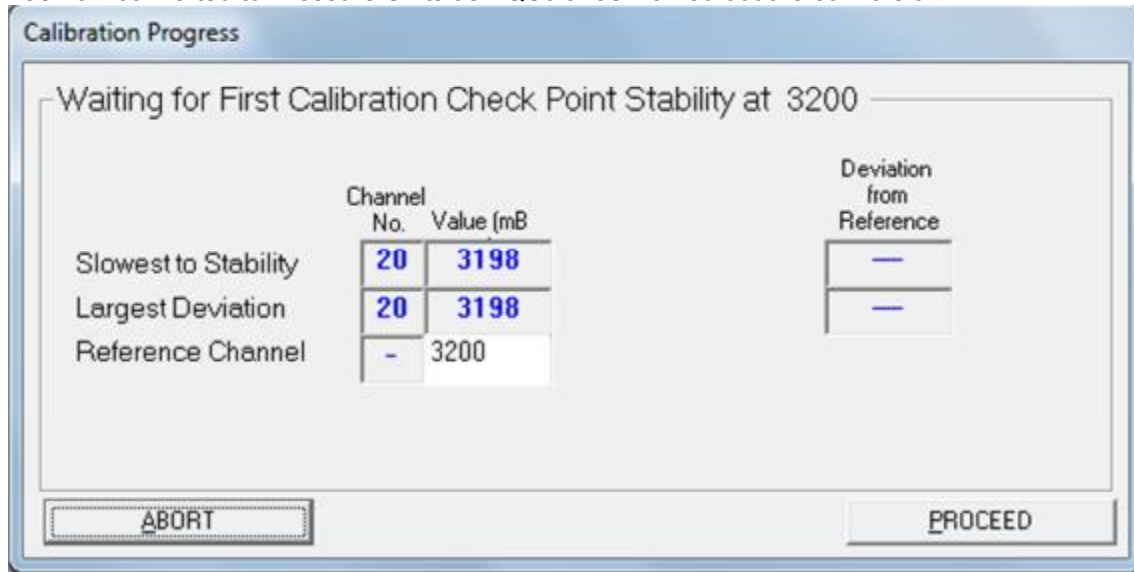 Calibration Progress
Waiting for First Calibration Check Point Stability at 3200
Channel No. Value (mB
Deviation from Reference
Slowest to Stability 20 3198 —
Largest Deviation 20 3198 —
Reference Channel - 3200
ABORT PROCEED